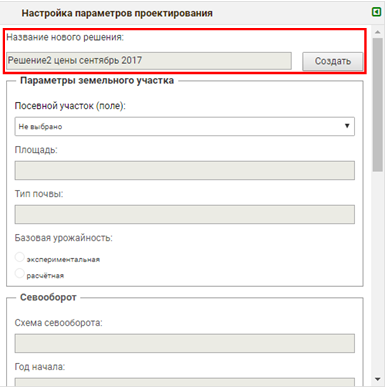 Настройка параметров проектирования
Название нового решения:
Решение2 цены сентябрь 2017
Создать
Параметры земельного участка
Посевной участок (поле):
Не выбрано
Площадь:
Тип почвы:
Базовая урожайность:
экспериментальная
расчётная
Севооборот
Схема севооборота:
Год начала: